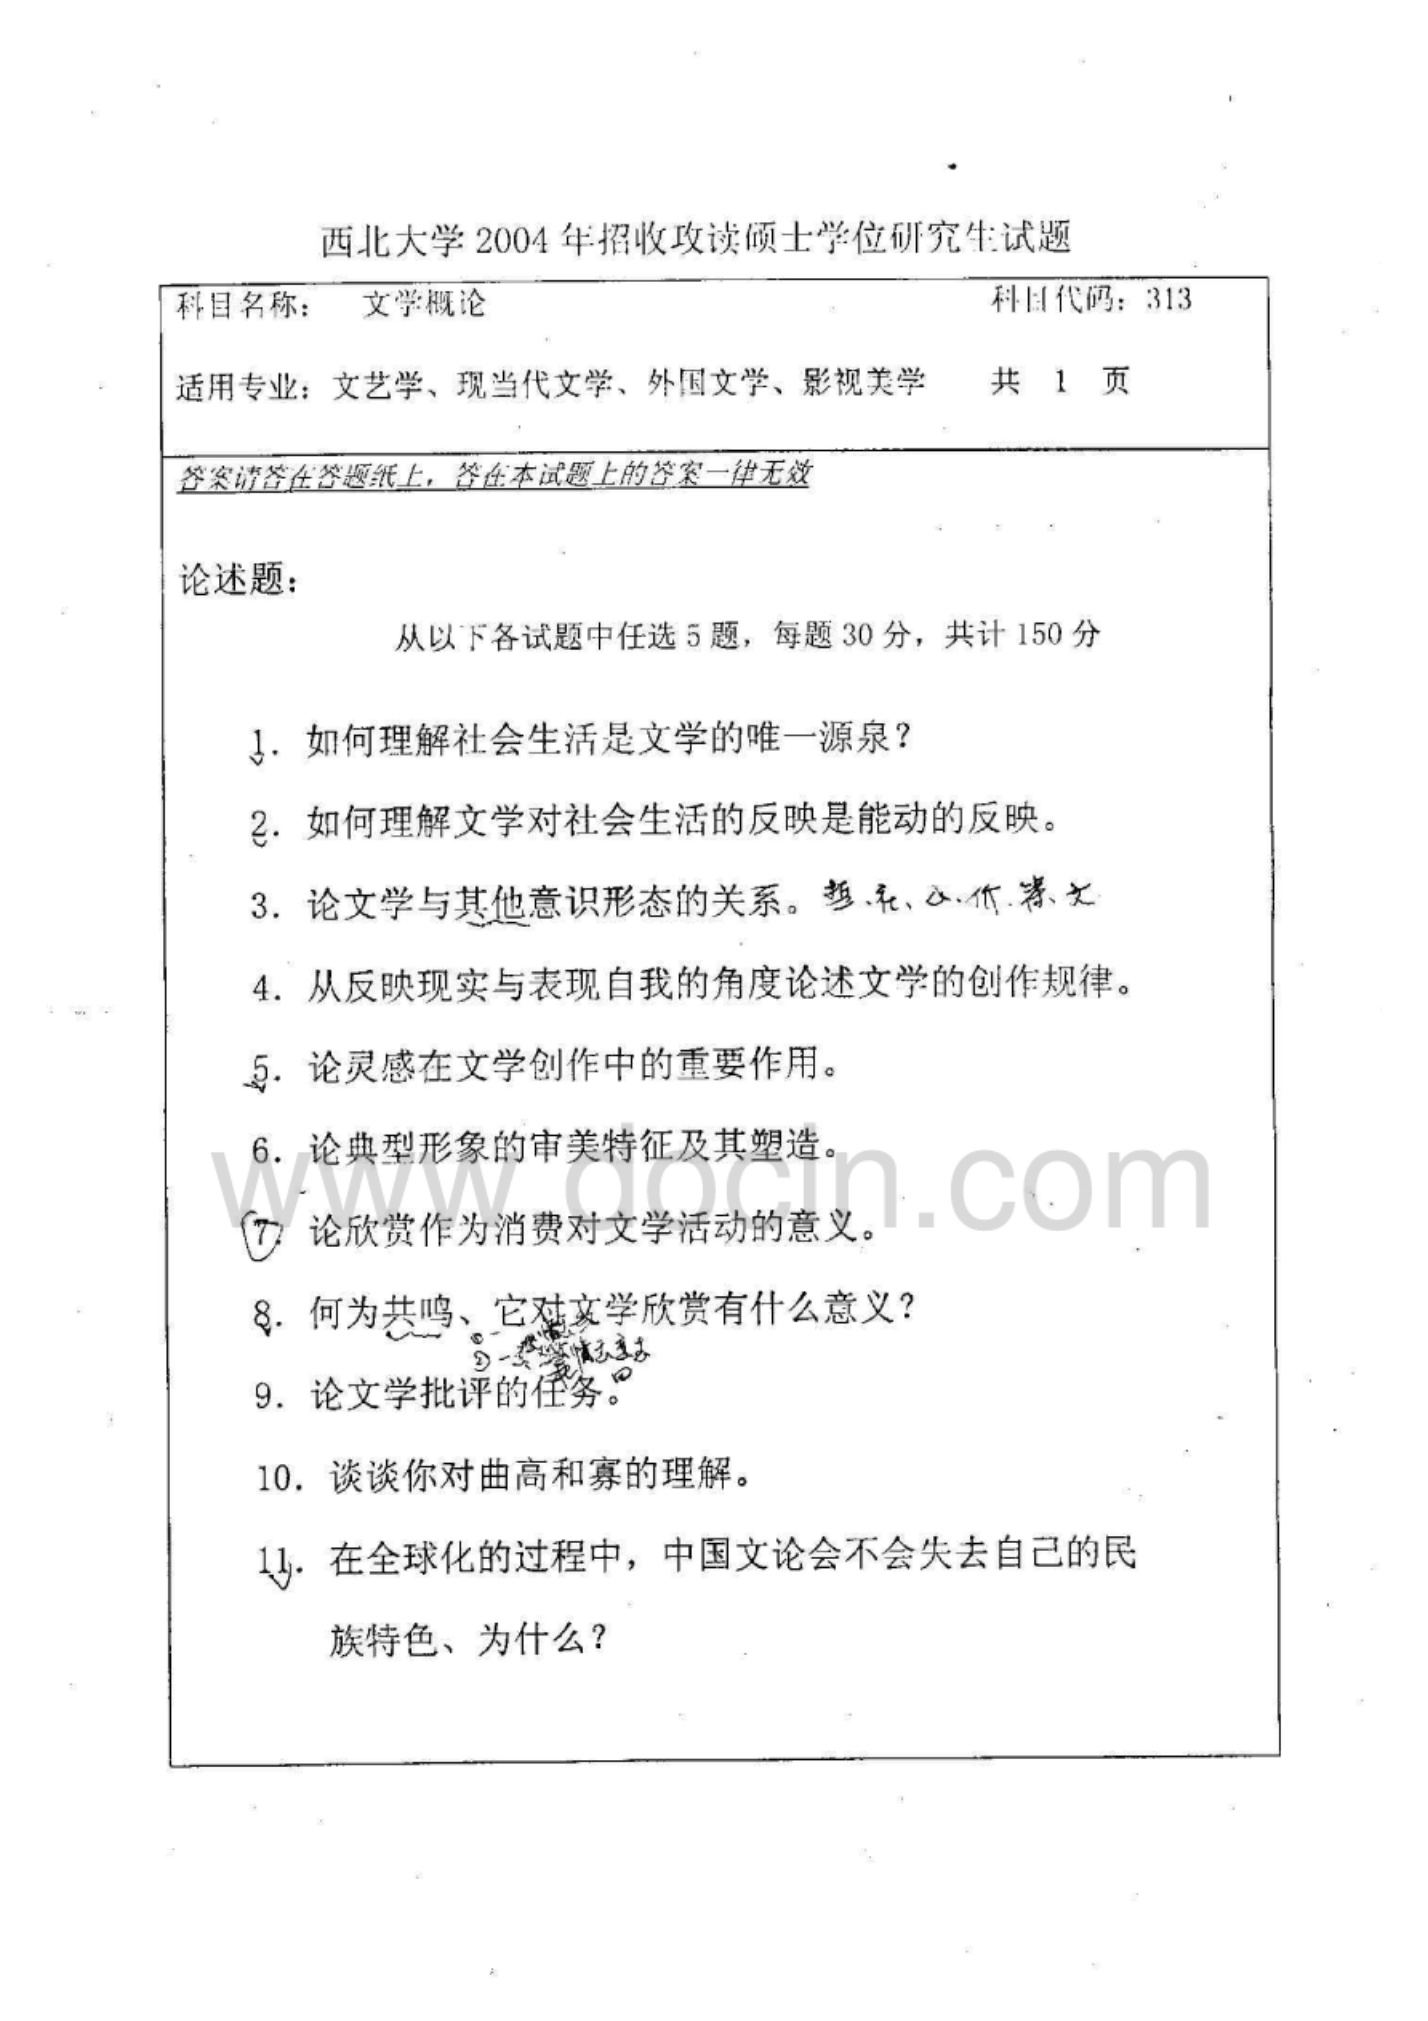 西北大学 2004 年招收攻读硕士学位研究生试题
科目名称： 文学概论 科目代码：313
适用专业：文艺学、现当代文学、外国文学、影视美学 共 1 页
答案请答在答题纸上，答在本试题上的答案一律无效
论述题：
从以下各试题中任选 5 题，每题 30 分，共计 150 分
1. 如何理解社会生活是文学的唯一源泉？
2. 如何理解文学对社会生活的反映是能动的反映。
3. 论文学与其他意识形态的关系。
4. 从反映现实与表现自我的角度论述文学的创作规律。
5. 论灵感在文学创作中的重要作用。
6. 论典型形象的审美特征及其塑造。
www.docin.com
7. 论欣赏作为消费对文学活动的意义。
8. 何为共鸣、它对文学欣赏有什么意义？
9. 论文学批评的任务。
10. 谈谈你对曲高和寡的理解。
11. 在全球化的过程中，中国文论会不会失去自己的民
族特色、为什么？